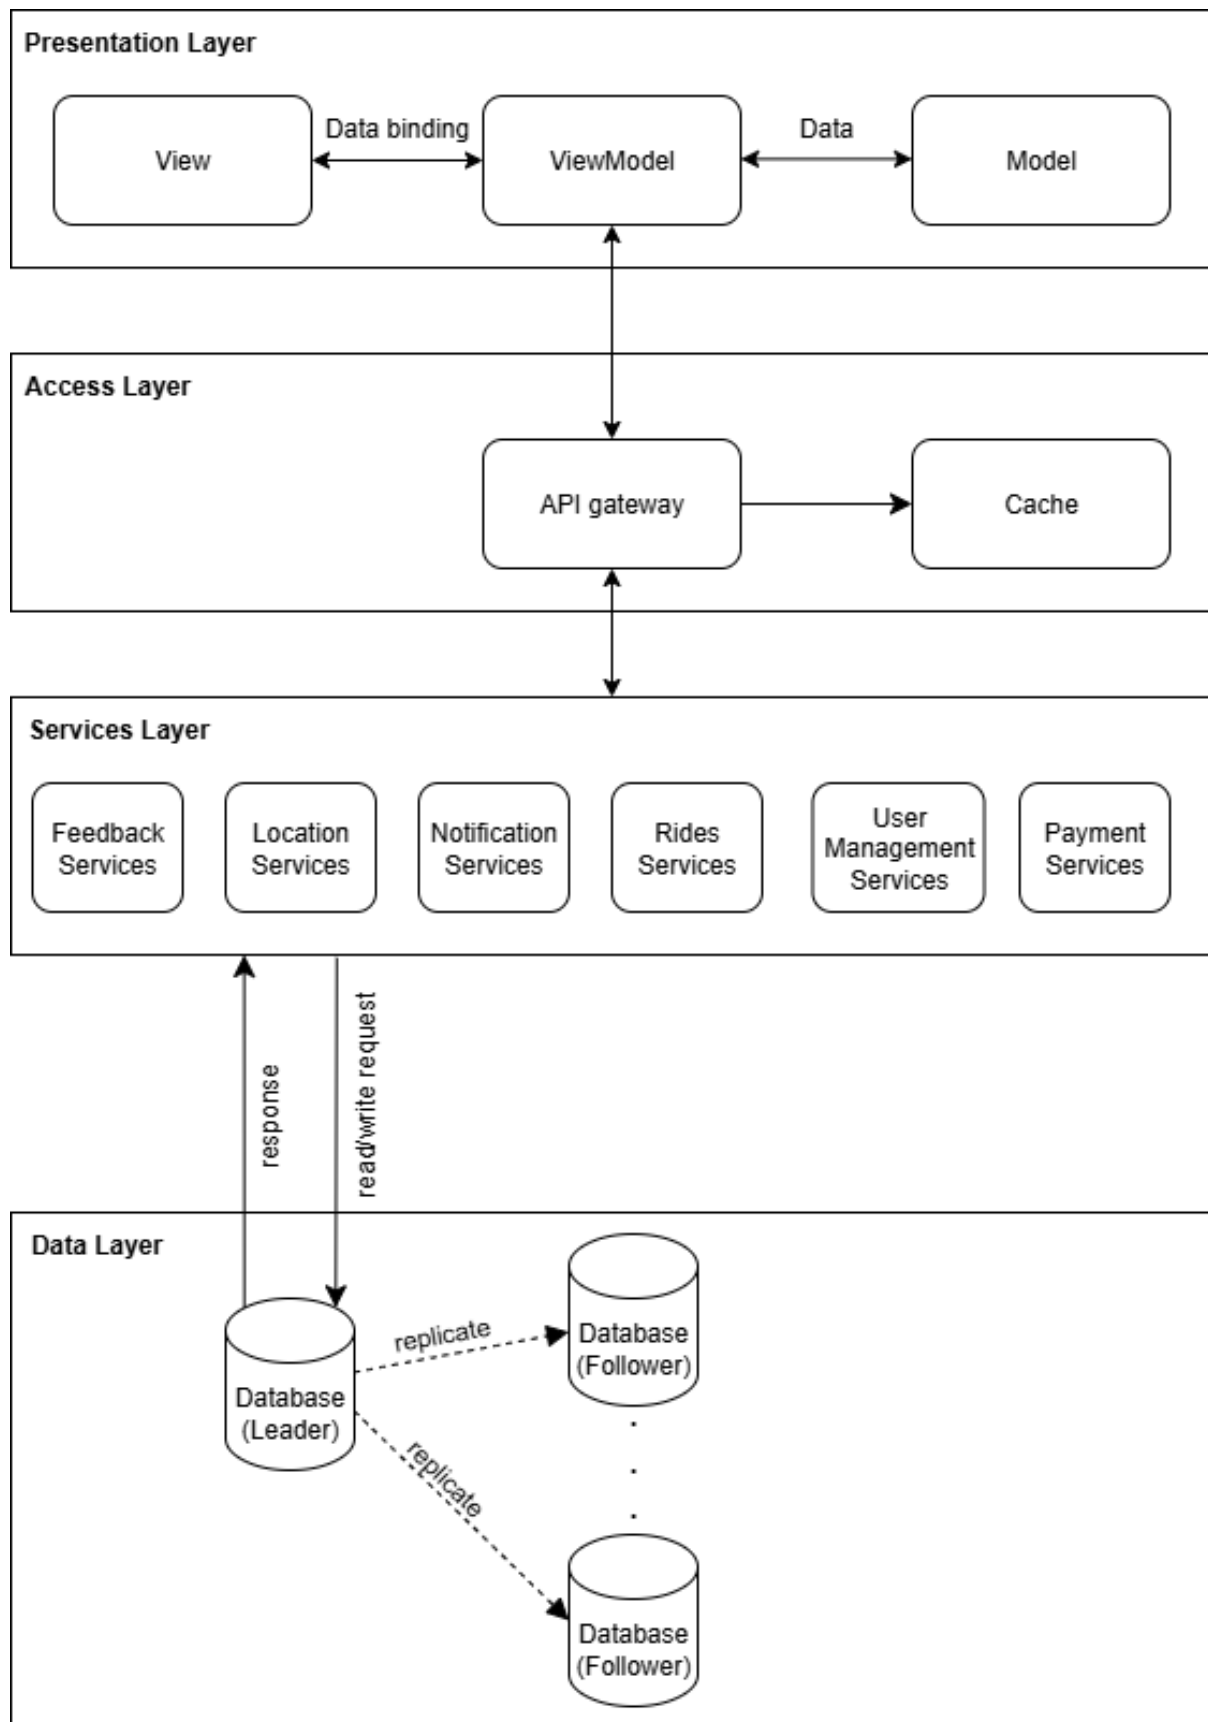 Presentation Layer
View
Data binding
ViewModel
Data
Model
Access Layer
API gateway
Cache
Services Layer
Feedback
Services
Location
Services
Notification
Services
Rides
Services
User
Management
Services
Payment
Services
response
read/write request
Data Layer
Database
(Leader)
replicate
replicate
Database
(Follower)
.
.
.
Database
(Follower)